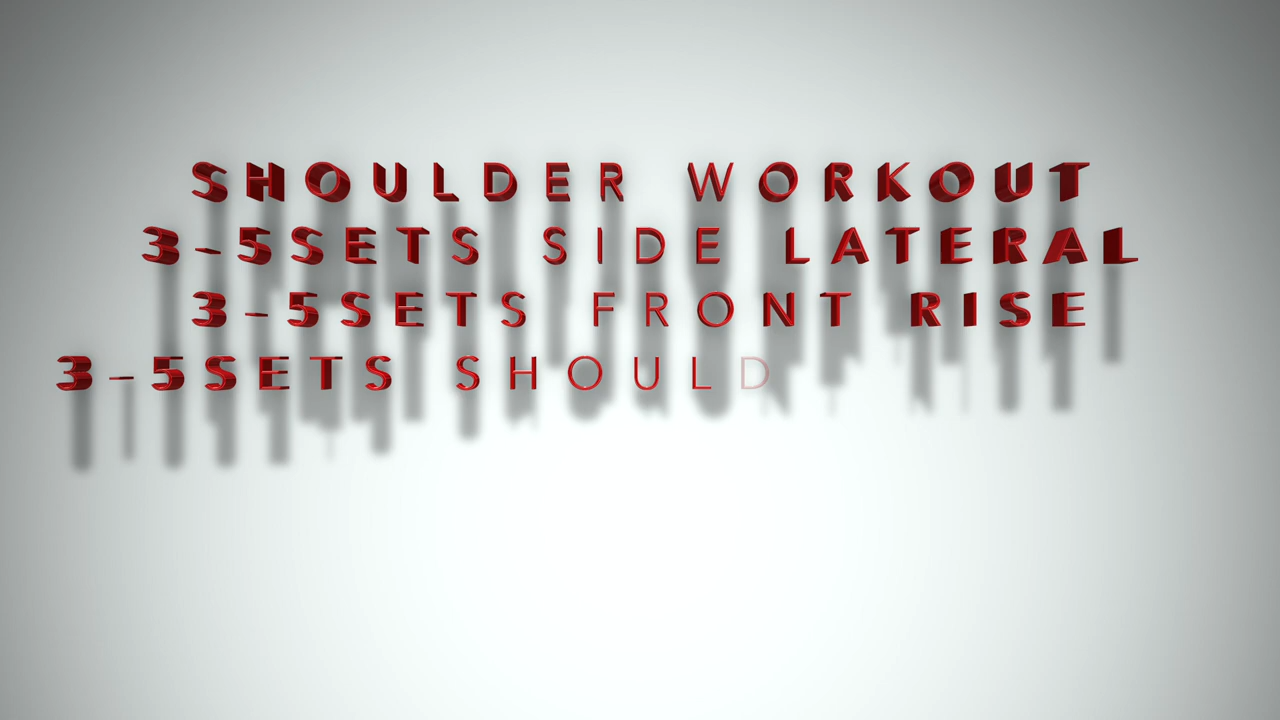 SHOULDER WORKOUT
3-5SETS SIDE LATERAL
3-5SETS FRONT RISE
3-5SETS SHOULD